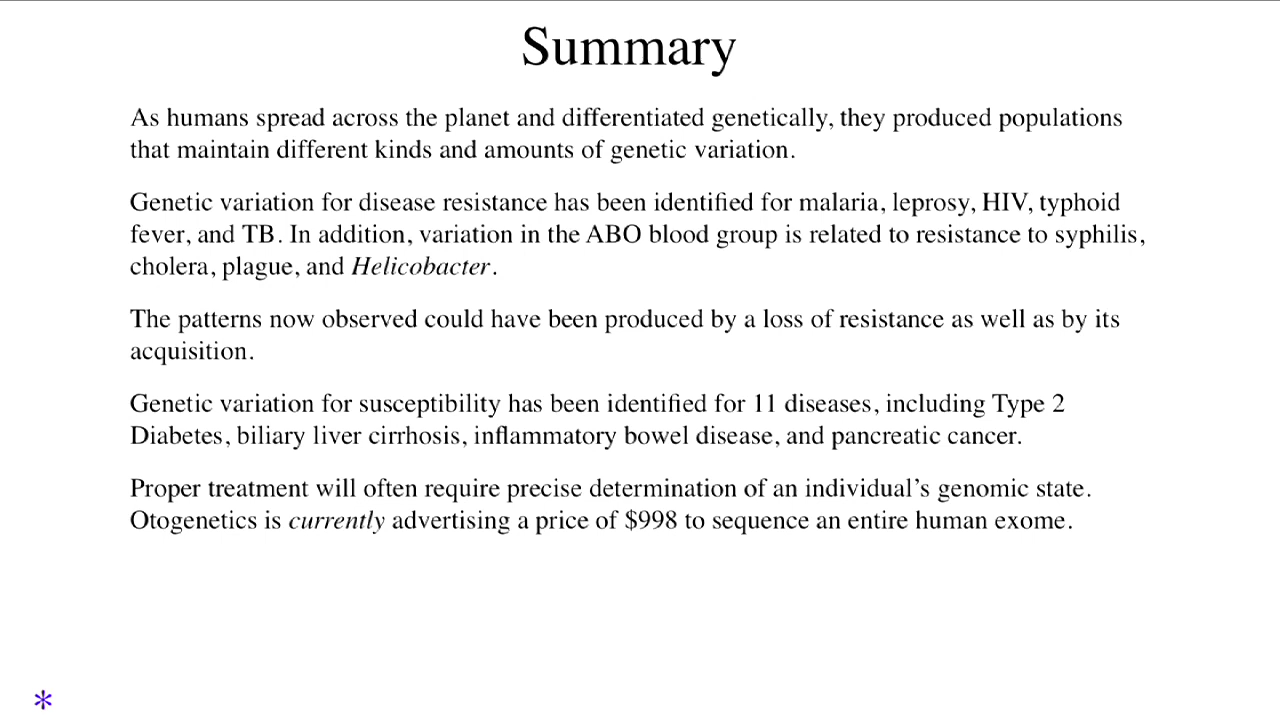 Summary
As humans spread across the planet and differentiated genetically, they produced populations
that maintain different kinds and amounts of genetic variation.
Genetic variation for disease resistance has been identified for malaria, leprosy, HIV, typhoid
fever, and TB. In addition, variation in the ABO blood group is related to resistance to syphilis,
cholera, plague, and Helicobacter.
The patterns now observed could have been produced by a loss of resistance as well as by its
acquisition.
Genetic variation for susceptibility has been identified for 11 diseases, including Type 2
Diabetes, biliary liver cirrhosis, inflammatory bowel disease, and pancreatic cancer.
Proper treatment will often require precise determination of an individual’s genomic state.
Otogenetics is currently advertising a price of $998 to sequence an entire human exome.
*